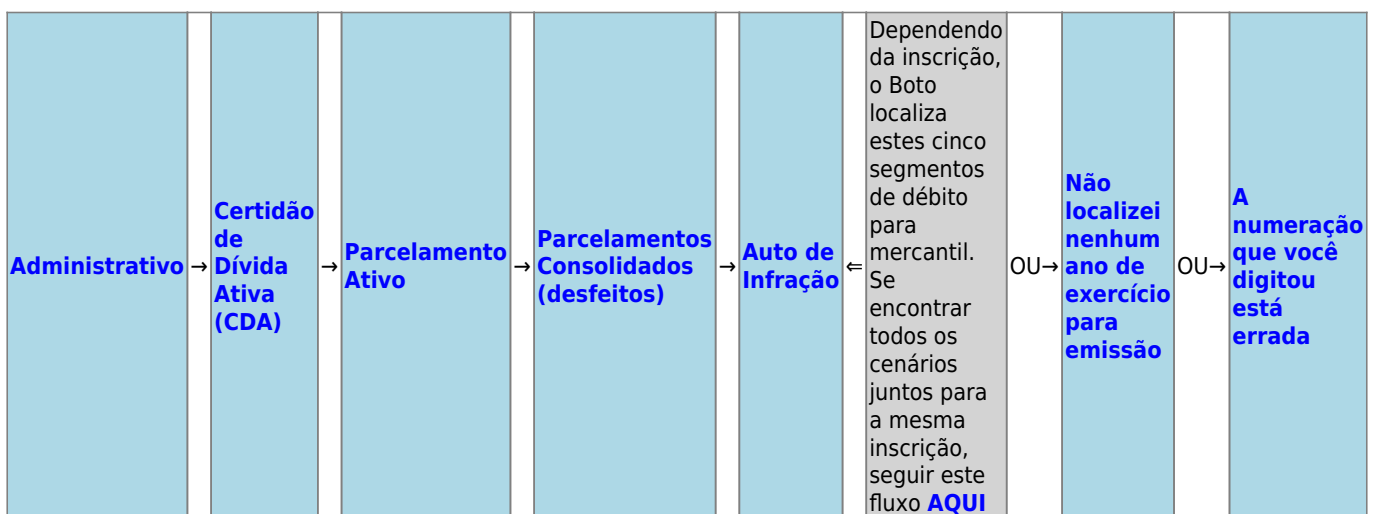 Administrativo
→
Certidão
de
Dívida
Ativa
(CDA)
→
Parcelamento
Ativo
→
Parcelamentos
Consolidados
(desfeitos)
→
Auto de
Infração
⇐
Dependendo
da inscrição,
o Boto
localiza
estes cinco
segmentos
de débito
para
mercantil.
Se
encontrar
todos os
cenários
juntos para
a mesma
inscrição,
seguir este
fluxo AQUI
OU→
Não
localizei
nenhum
ano de
exercício
para
emissão
OU→
A
numeração
que você
digitou
está
errada